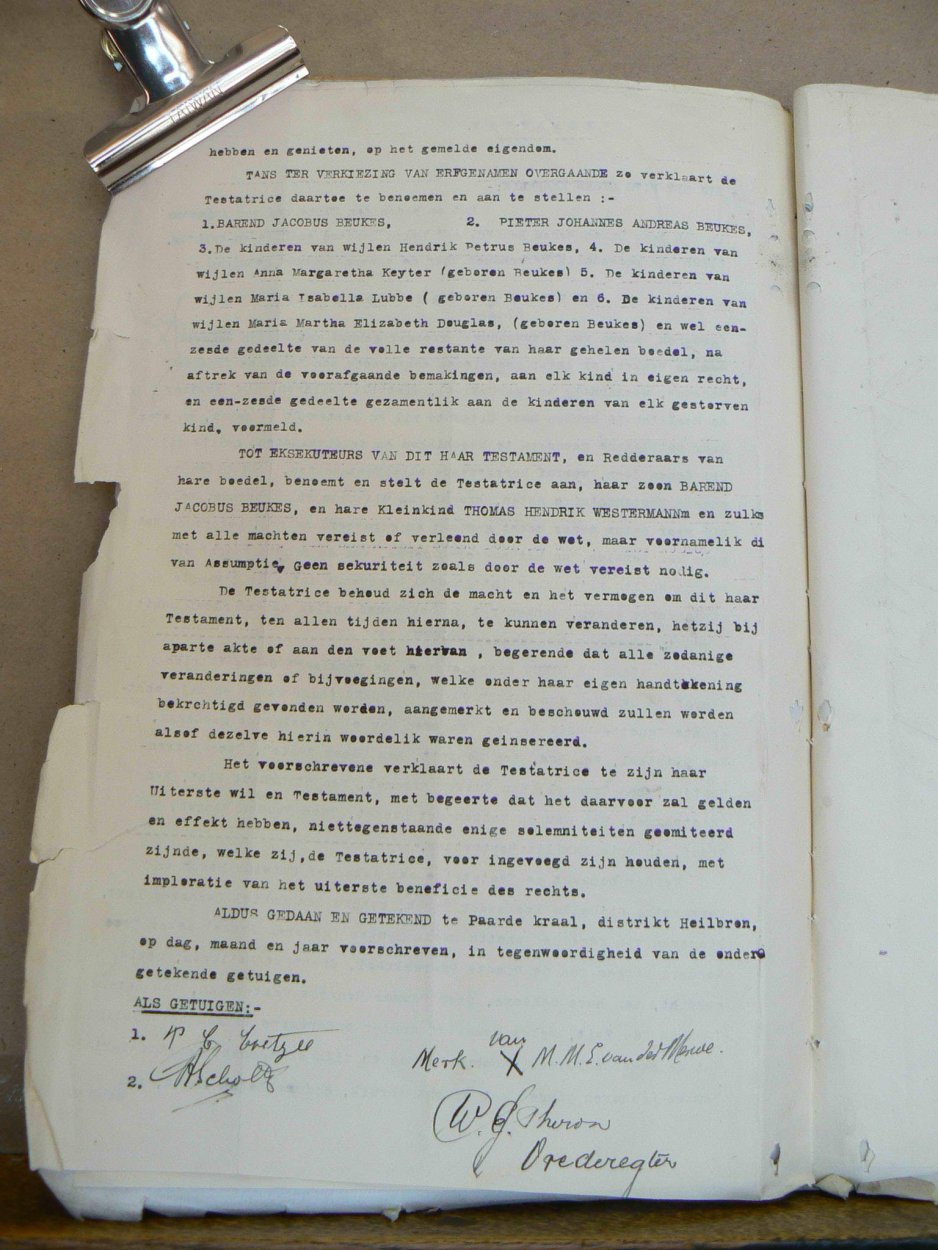 TAIWAN
hebben en genieten, op het gemelde eigendom.
TANS TER VERKIEZING VAN ERFGENAMEN OVERGAANDE zo verklaart de
Testatrice daartoe te benoemen en aan te stellen :-
1.BAREND JACOBUS BEUKES, 2. PIETER JOHANNES ANDREAS BEUKES,
3.De kinderen van wijlen Hendrik Petrus Beukes, 4. De kinderen van
wijlen Anna Margaretha Keyter (geboren Beukes) 5. De kinderen van
wijlen Maria Isabella Lubbe ( geboren Beukes) en 6. De kinderen van
wijlen Maria Martha Elizabeth Douglas, (geboren Beukes) en wel een-
zesde gedeelte van de volle restante van haar gehelen boedel, na
aftrek van de voorafgaande bemakingen, aan elk kind in eigen recht,
en een-zesde gedeelte gezamentlik aan de kinderen van elk gestorven
kind, voormeld.
TOT EKSEKUTEURS VAN DIT HAAR TESTAMENT, en Redderaars van
hare boedel, benoemt en stelt de Testatrice aan, haar zoon BAREND
JACOBUS BEUKES, en hare Kleinkind THOMAS HENDRIK WESTERMANNm en zulks
met alle machten vereist of verleend door de wet, maar voornamelik di
van Assumptie, Geen sekuriteit zoals door de wet vereist nodig.
De Testatrice behoud zich de macht en het vermogen om dit haar
Testament, ten allen tijden hierna, te kunnen veranderen, hetzij bij
aparte akte of aan den voet hiervan , begerende dat alle zodanige
veranderingen of bijvoegingen, welke onder haar eigen handtekening
bekrchtigd gevonden worden, aangemerkt en beschouwd zullen worden
alsof dezelve hierin woordelik waren geinsereerd.
Het voorschrevene verklaart de Testatrice te zijn haar
Uiterste wil en Testament, met begeerte dat het daarvoor zal gelden
en effekt hebben, niettegenstaande enige solemniteiten geomiteerd
zijnde, welke zij,de Testatrice, voor ingevoegd zijn houden, met
imploratie van het uiterste beneficie des rechts.
ALDUS GEDAAN EN GETEKEND te Paarde kraal, distrikt Heilbron,
op dag, maand en jaar voorschreven, in tegenwoordigheid van de onder
getekende getuigen.
ALS GETUIGEN:-
1. C Coetzee
2. Scholtz
Merk. van X M. M. E. van der Merwe.
W. J. Theron
Vrederegter